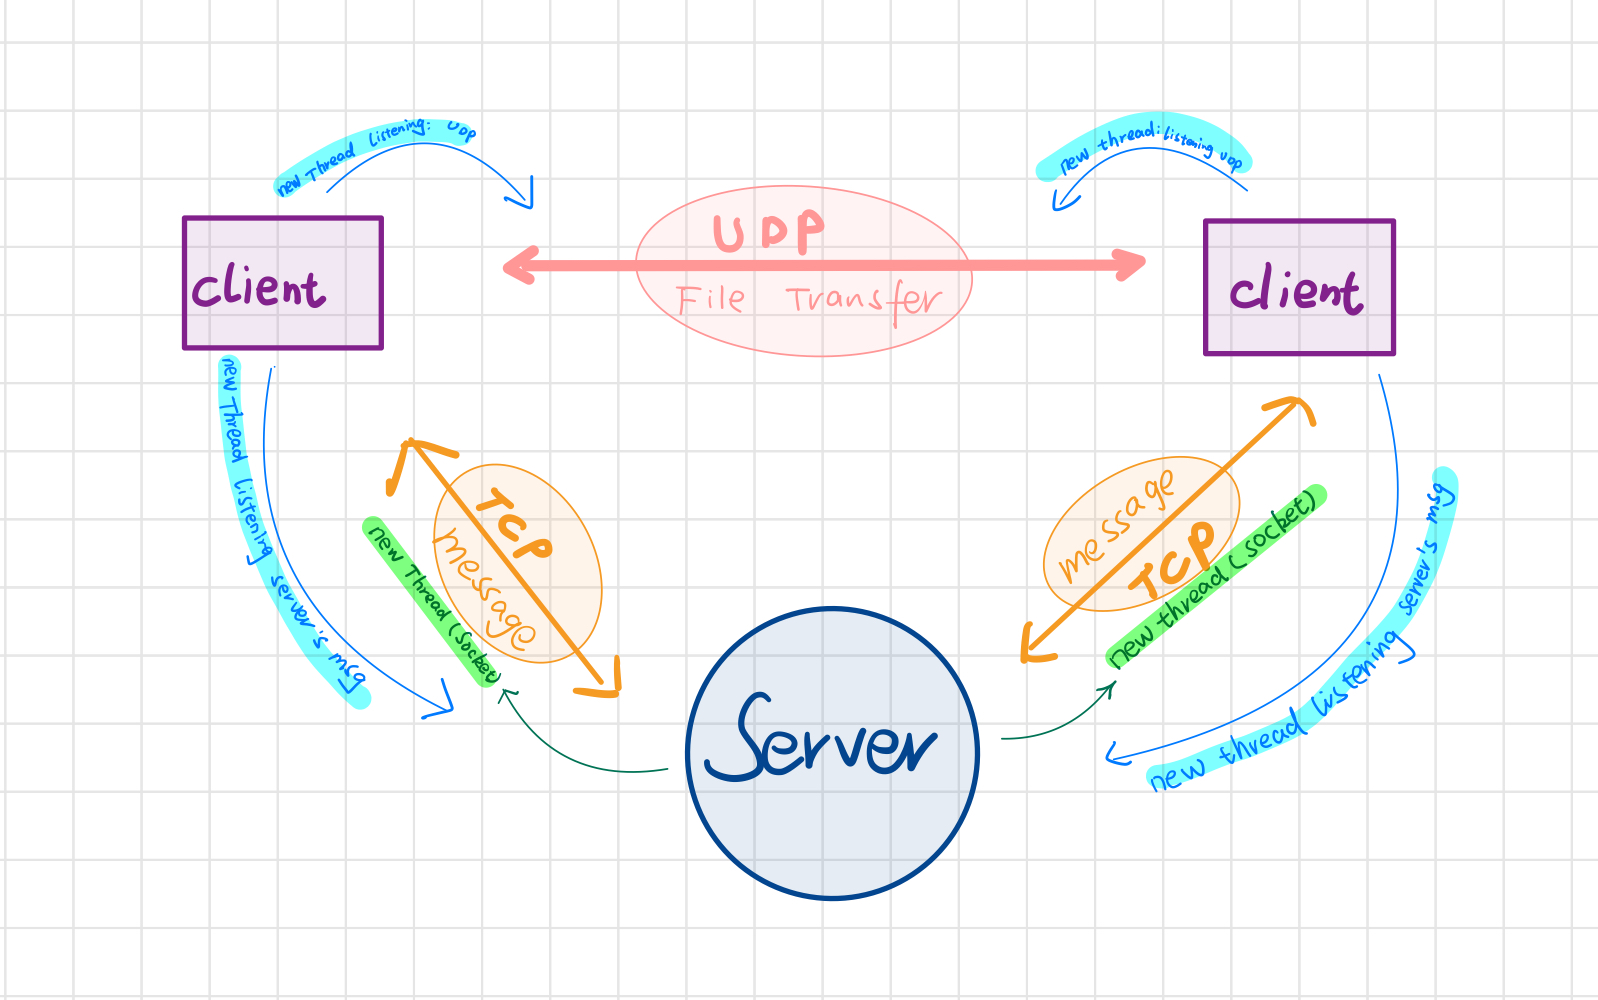 new Thread Listening: UDP
new thread: listening UDP
UDP
File Transfer
client
client
new Thread listening server's msg
TCP
message
new Thread (Socket)
message
TCP
new thread (socket)
new thread listening server's msg
Server